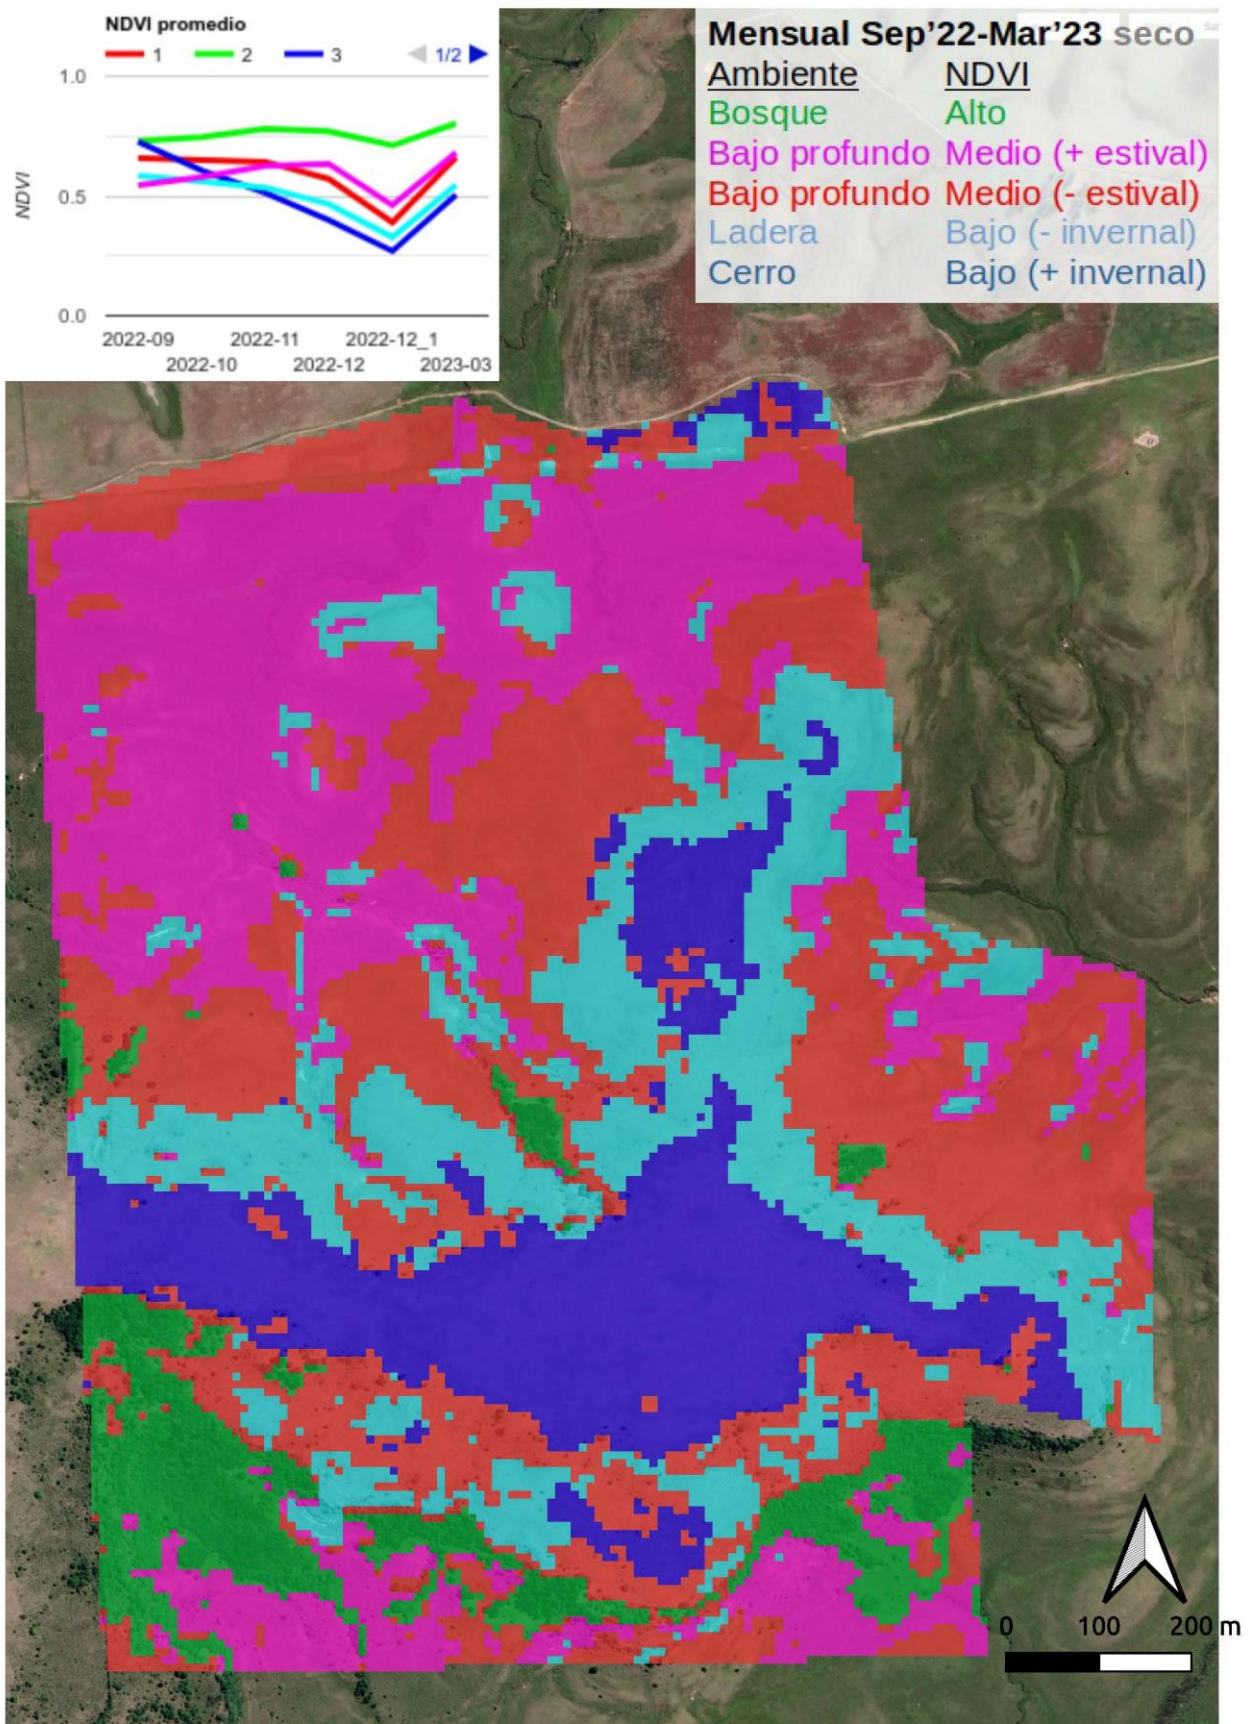 NDVI promedio
1 2 3 1/2
1.0
0.5
0.0
NDVI
2022-09 2022-11 2022-12_1
2022-10 2022-12 2023-03
Mensual Sep’22-Mar’23 seco
Ambiente NDVI
Bosque Alto
Bajo profundo Medio (+ estival)
Bajo profundo Medio (- estival)
Ladera Bajo (- invernal)
Cerro Bajo (+ invernal)
0 100 200 m